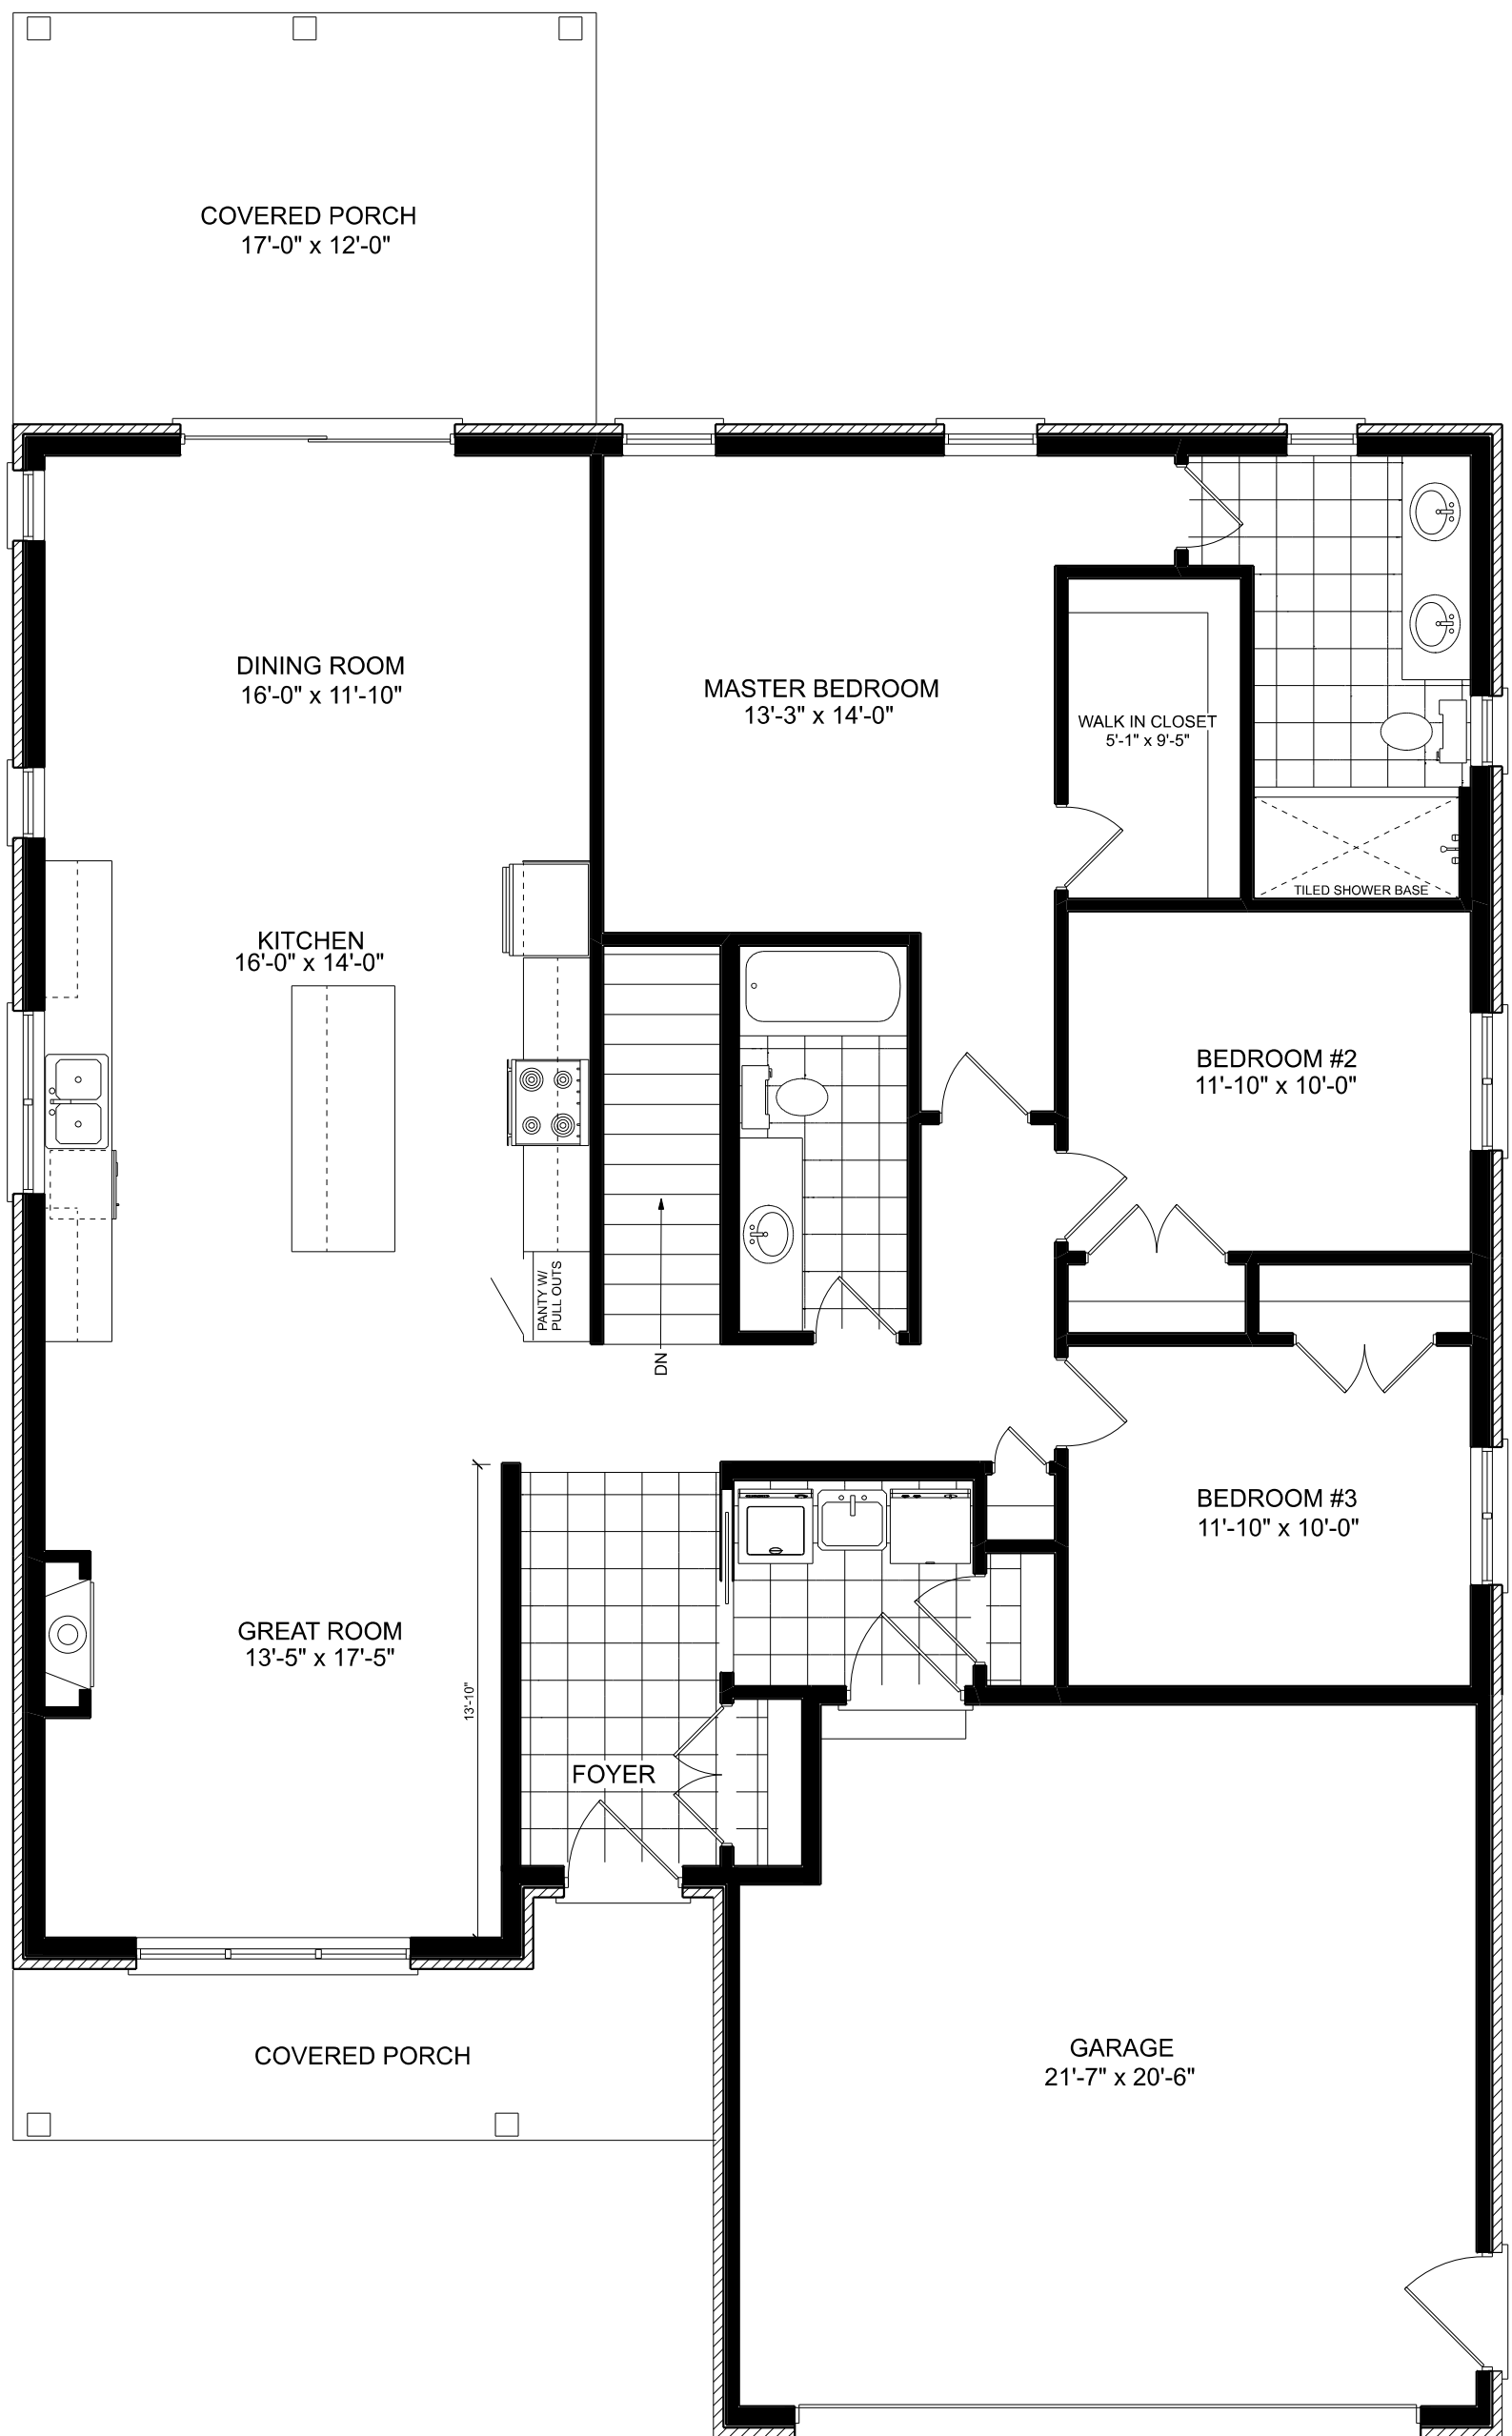 COVERED PORCH
17'-0" x 12'-0"
DINING ROOM
16'-0" x 11'-10"
MASTER BEDROOM
13'-3" x 14'-0"
WALK IN CLOSET
5'-1" x 9'-5"
TILED SHOWER BASE
KITCHEN
16'-0" x 14'-0"
BEDROOM #2
11'-10" x 10'-0"
PANTY W/
PULL OUTS
DN
BEDROOM #3
11'-10" x 10'-0"
GREAT ROOM
13'-5" x 17'-5"
13'-10"
FOYER
COVERED PORCH
GARAGE
21'-7" x 20'-6"